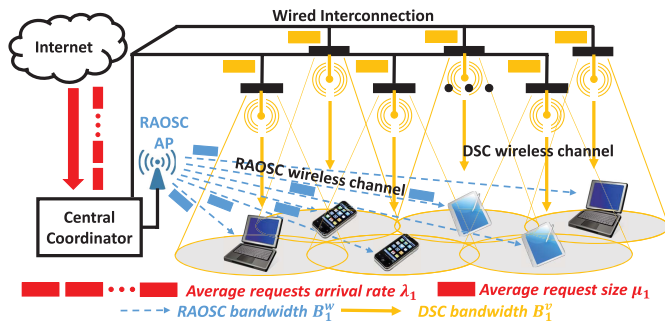 Wired Interconnection
Internet
RAOSC
AP
RAOSC wireless channel
DSC wireless channel
Central
Coordinator
Average requests arrival rate λ₁
Average request size μ₁
RAOSC bandwidth B₁ʷ
DSC bandwidth B₁ᵛ